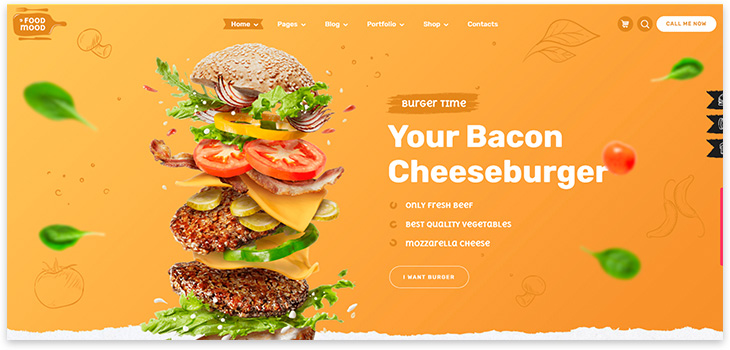 FOOD
MOOD
Home
Pages
Blog
Portfolio
Shop
Contacts
CALL ME NOW
Burger Time
Your Bacon
Cheeseburger
Only Fresh Beef
Best Quality Vegetables
Mozzarella Cheese
I WANT BURGER